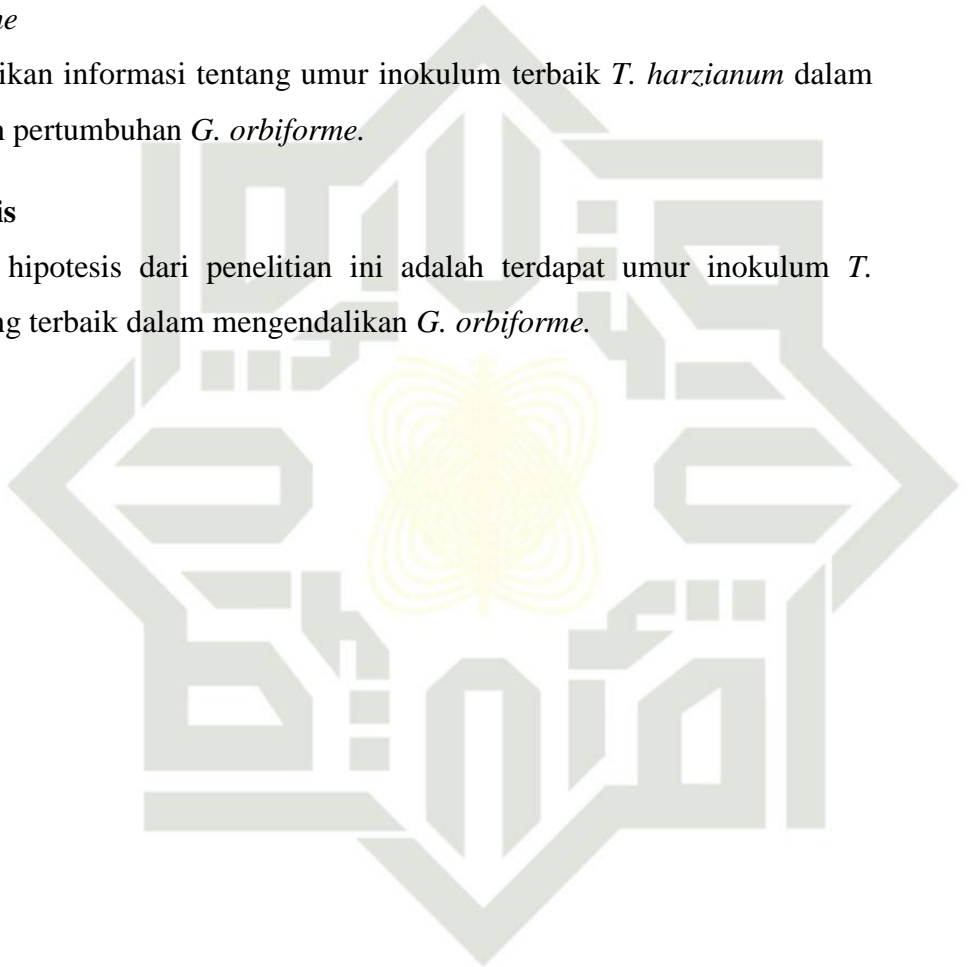 ne
ikan informasi tentang umur inokulum terbaik T. harzianum dalam
n pertumbuhan G. orbiforme.
is
hipotesis dari penelitian ini adalah terdapat umur inokulum T.
ng terbaik dalam mengendalikan G. orbiforme.